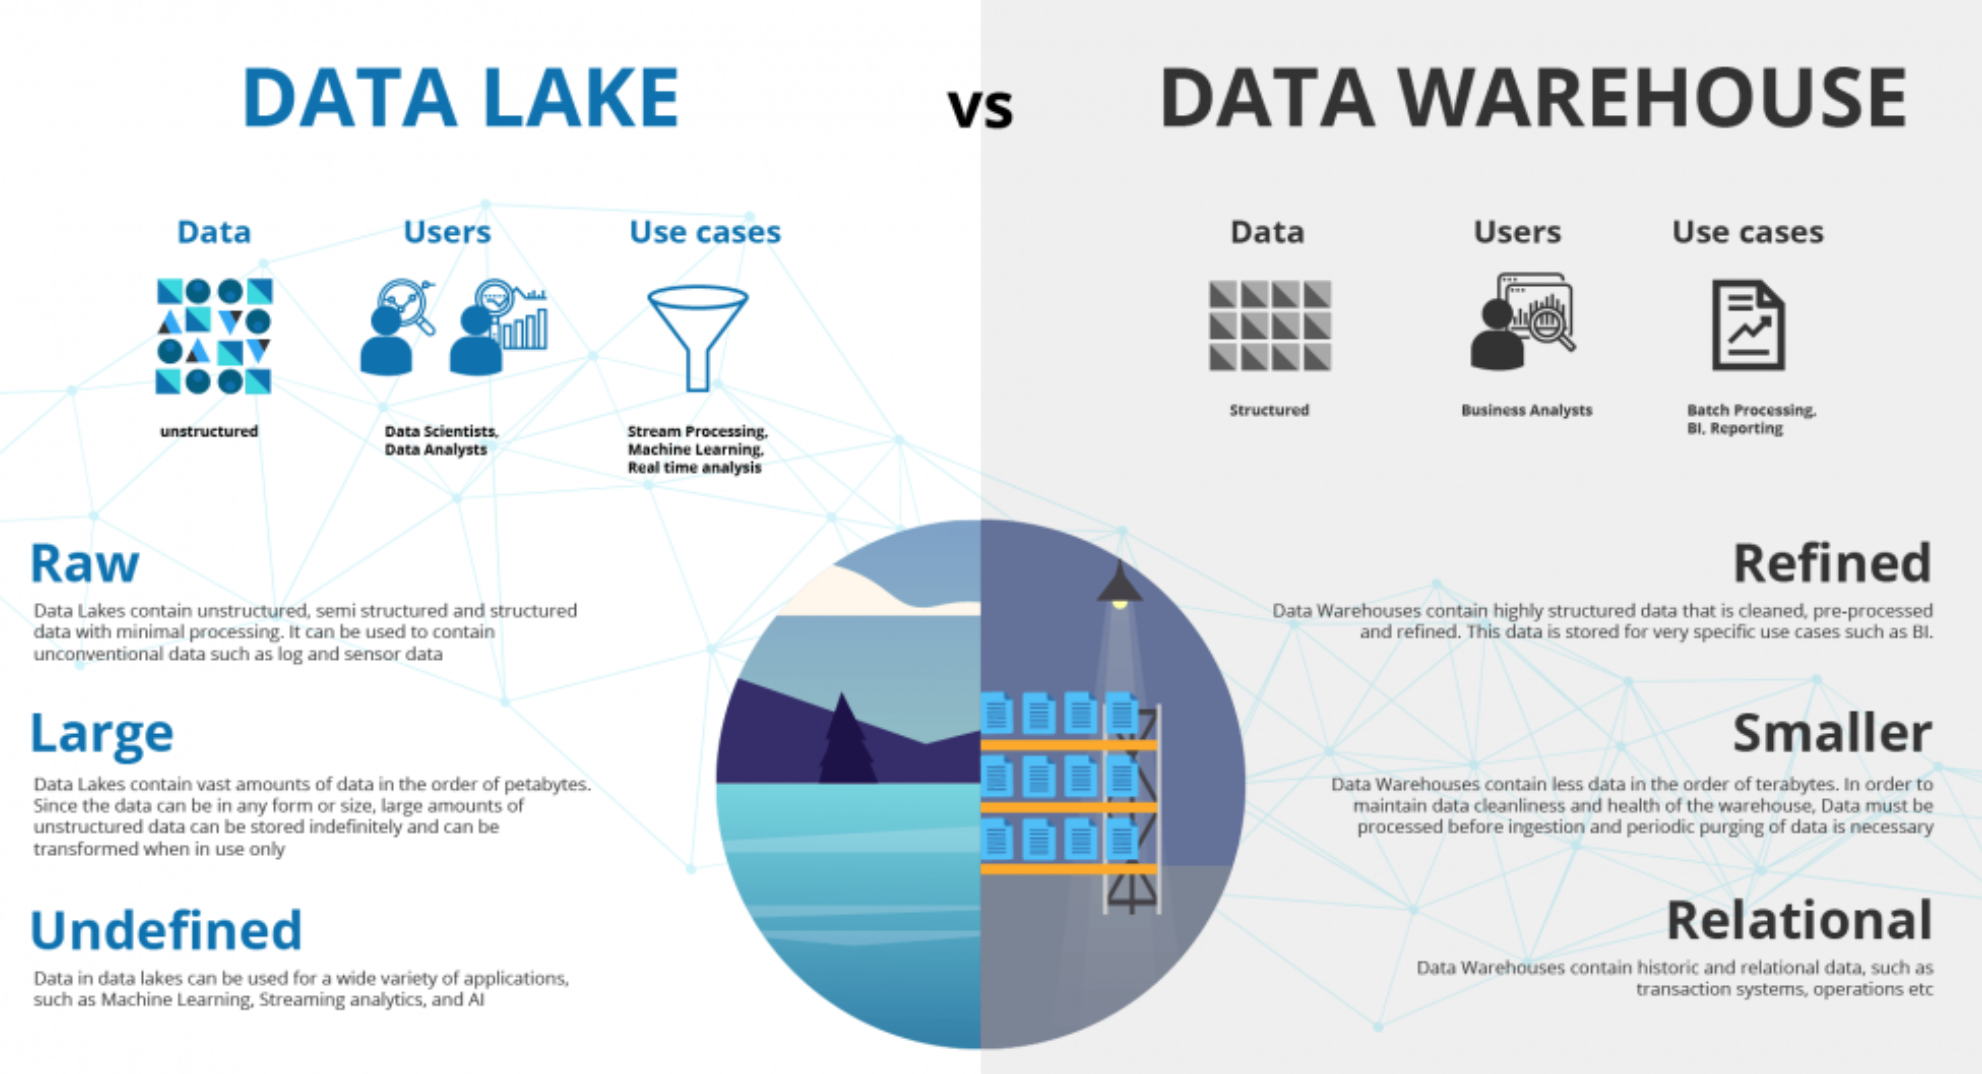 DATA LAKE
vs
DATA WAREHOUSE
Data
Users
Use cases
unstructured
Data Scientists,
Data Analysts
Stream Processing,
Machine Learning,
Real time analysis
Data
Users
Use cases
Structured
Business Analysts
Batch Processing,
BI, Reporting
Raw
Data Lakes contain unstructured, semi structured and structured
data with minimal processing. It can be used to contain
unconventional data such as log and sensor data
Large
Data Lakes contain vast amounts of data in the order of petabytes.
Since the data can be in any form or size, large amounts of
unstructured data can be stored indefinitely and can be
transformed when in use only
Undefined
Data in data lakes can be used for a wide variety of applications,
such as Machine Learning, Streaming analytics, and AI
Refined
Data Warehouses contain highly structured data that is cleaned, pre-processed
and refined. This data is stored for very specific use cases such as BI.
Smaller
Data Warehouses contain less data in the order of terabytes. In order to
maintain data cleanliness and health of the warehouse, Data must be
processed before ingestion and periodic purging of data is necessary
Relational
Data Warehouses contain historic and relational data, such as
transaction systems, operations etc